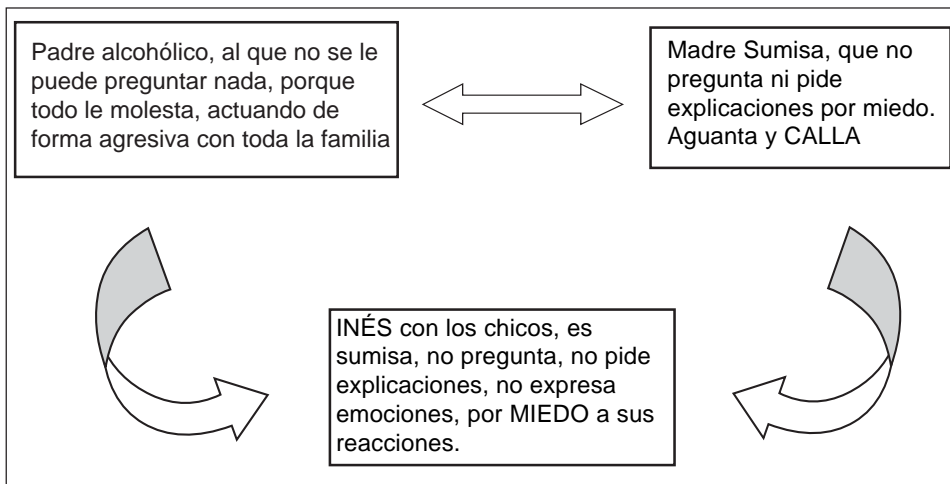 Padre alcohólico, al que no se le
puede preguntar nada, porque
todo le molesta, actuando de
forma agresiva con toda la familia
Madre Sumisa, que no
pregunta ni pide
explicaciones por miedo.
Aguanta y CALLA
INÉS con los chicos, es
sumisa, no pregunta, no pide
explicaciones, no expresa
emociones, por MIEDO a sus
reacciones.